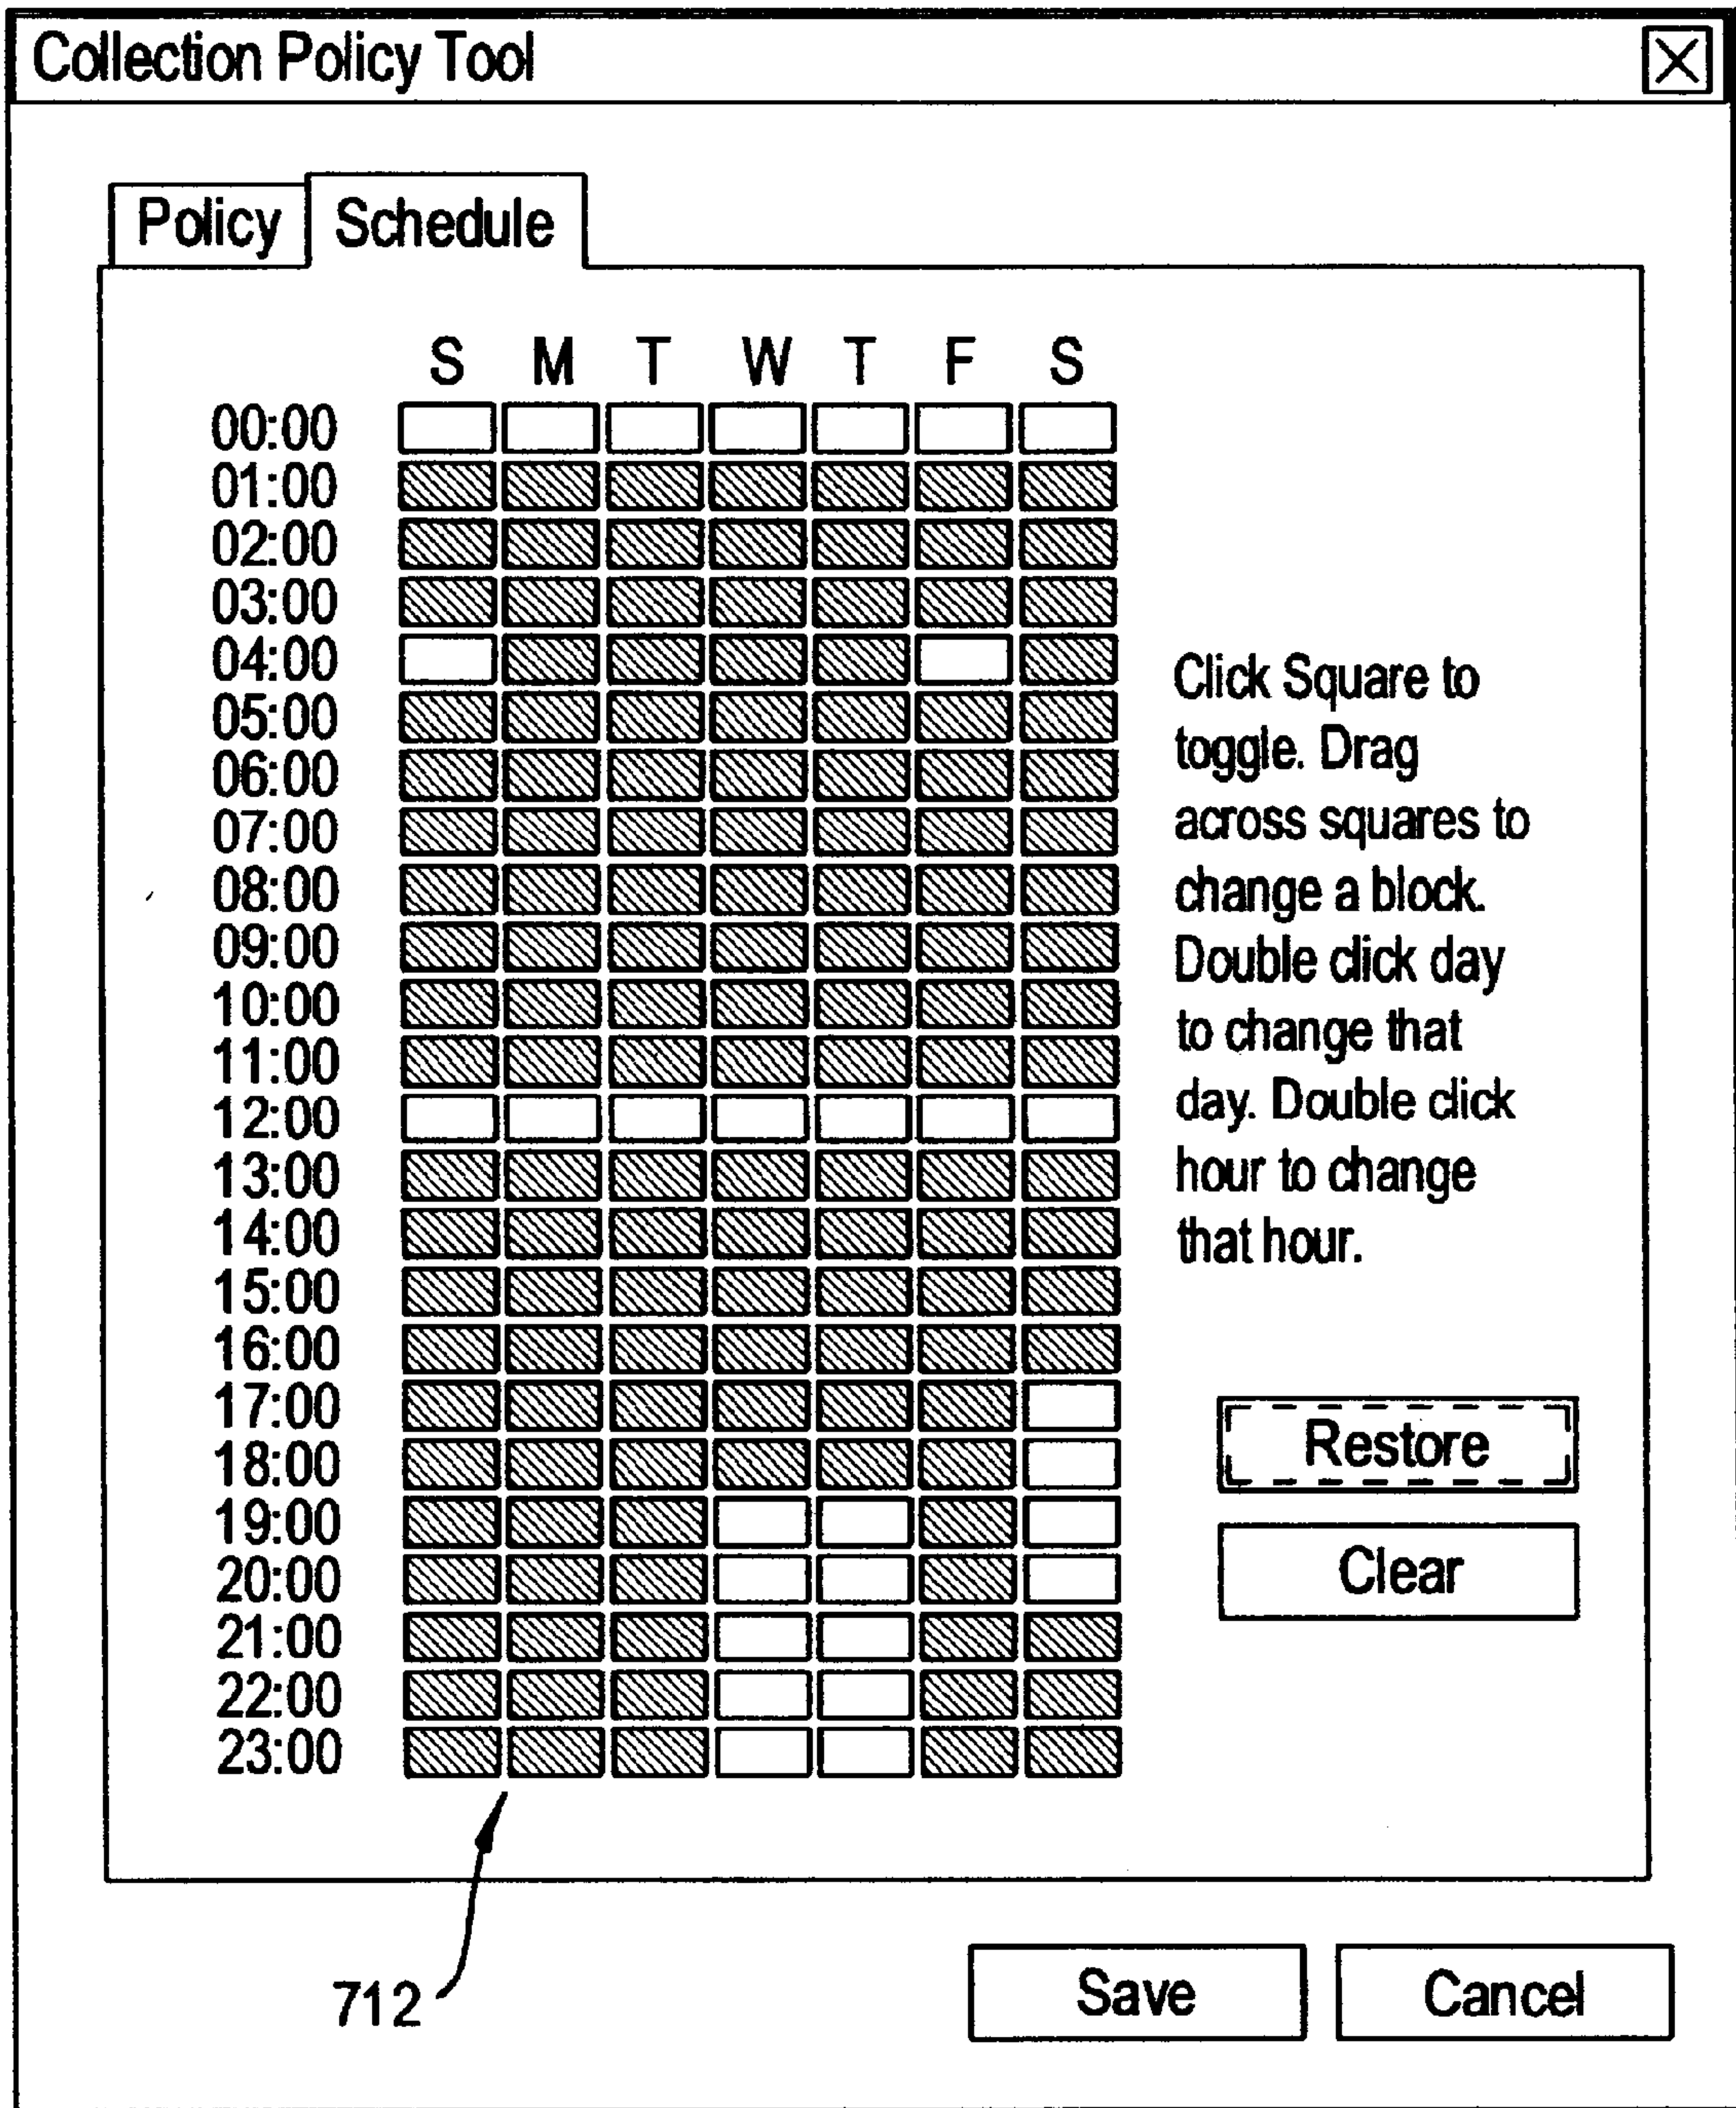 Collection Policy Tool
Policy
Schedule
S M T W T F S
00:00
01:00
02:00
03:00
04:00
05:00
06:00
07:00
08:00
09:00
10:00
11:00
12:00
13:00
14:00
15:00
16:00
17:00
18:00
19:00
20:00
21:00
22:00
23:00
Click Square to
toggle. Drag
across squares to
change a block.
Double click day
to change that
day. Double click
hour to change
that hour.
Restore
Clear
712
Save
Cancel